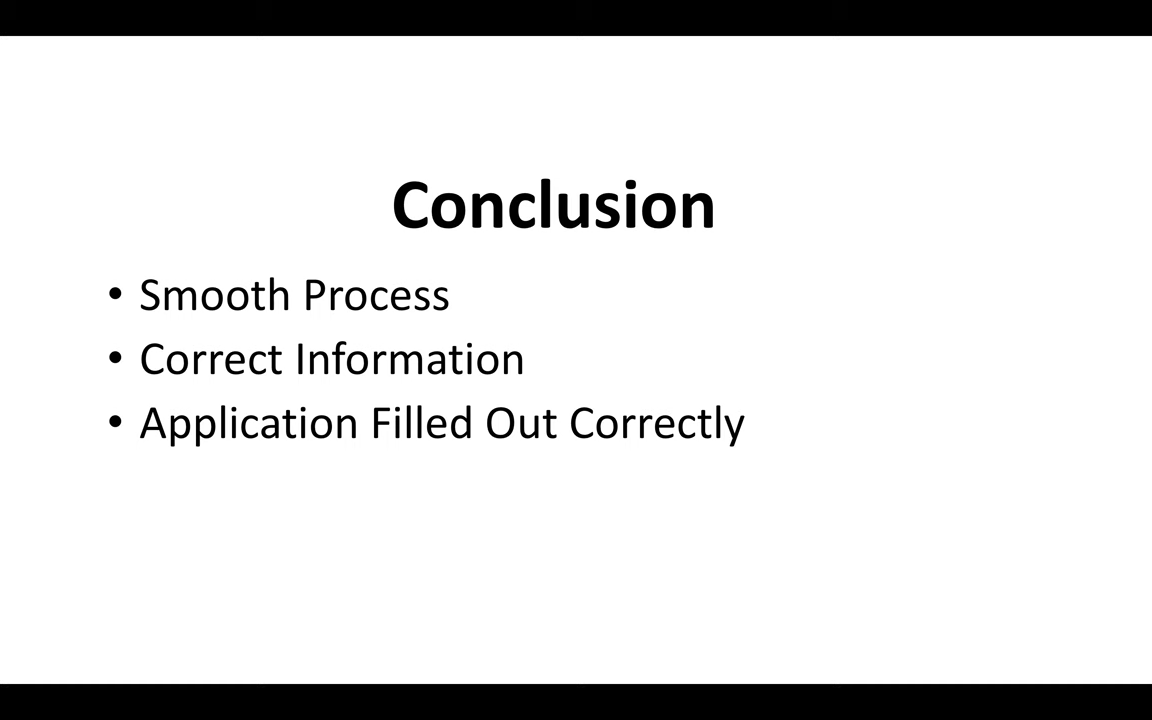 Conclusion
• Smooth Process
• Correct Information
• Application Filled Out Correctly